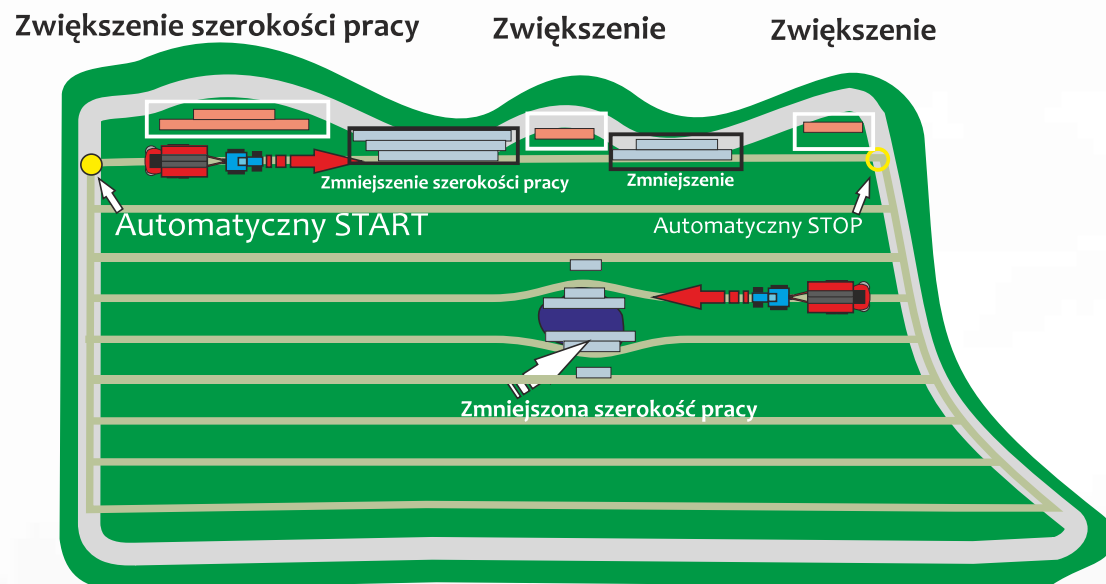 Zwiększenie szerokości pracy
Zwiększenie
Zwiększenie
Zmniejszenie szerokości pracy
Zmniejszenie
Automatyczny START
Automatyczny STOP
Zmniejszona szerokość pracy